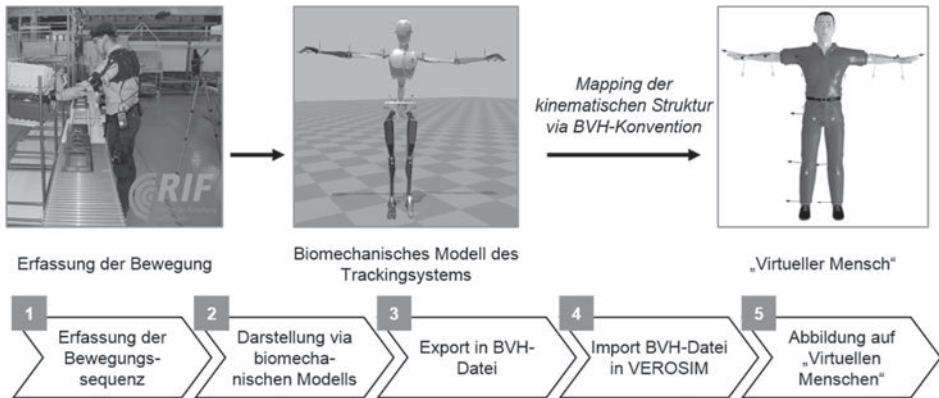 RIF
Mapping der
kinematischen Struktur
via BVH-Konvention
Erfassung der Bewegung
Biomechanisches Modell des
Trackingsystems
„Virtueller Mensch“
1
Erfassung der
Bewegungs-
sequenz
2
Darstellung via
biomecha-
nischen Modells
3
Export in BVH-
Datei
4
Import BVH-Datei
in VEROSIM
5
Abbildung auf
„Virtuellen
Menschen“